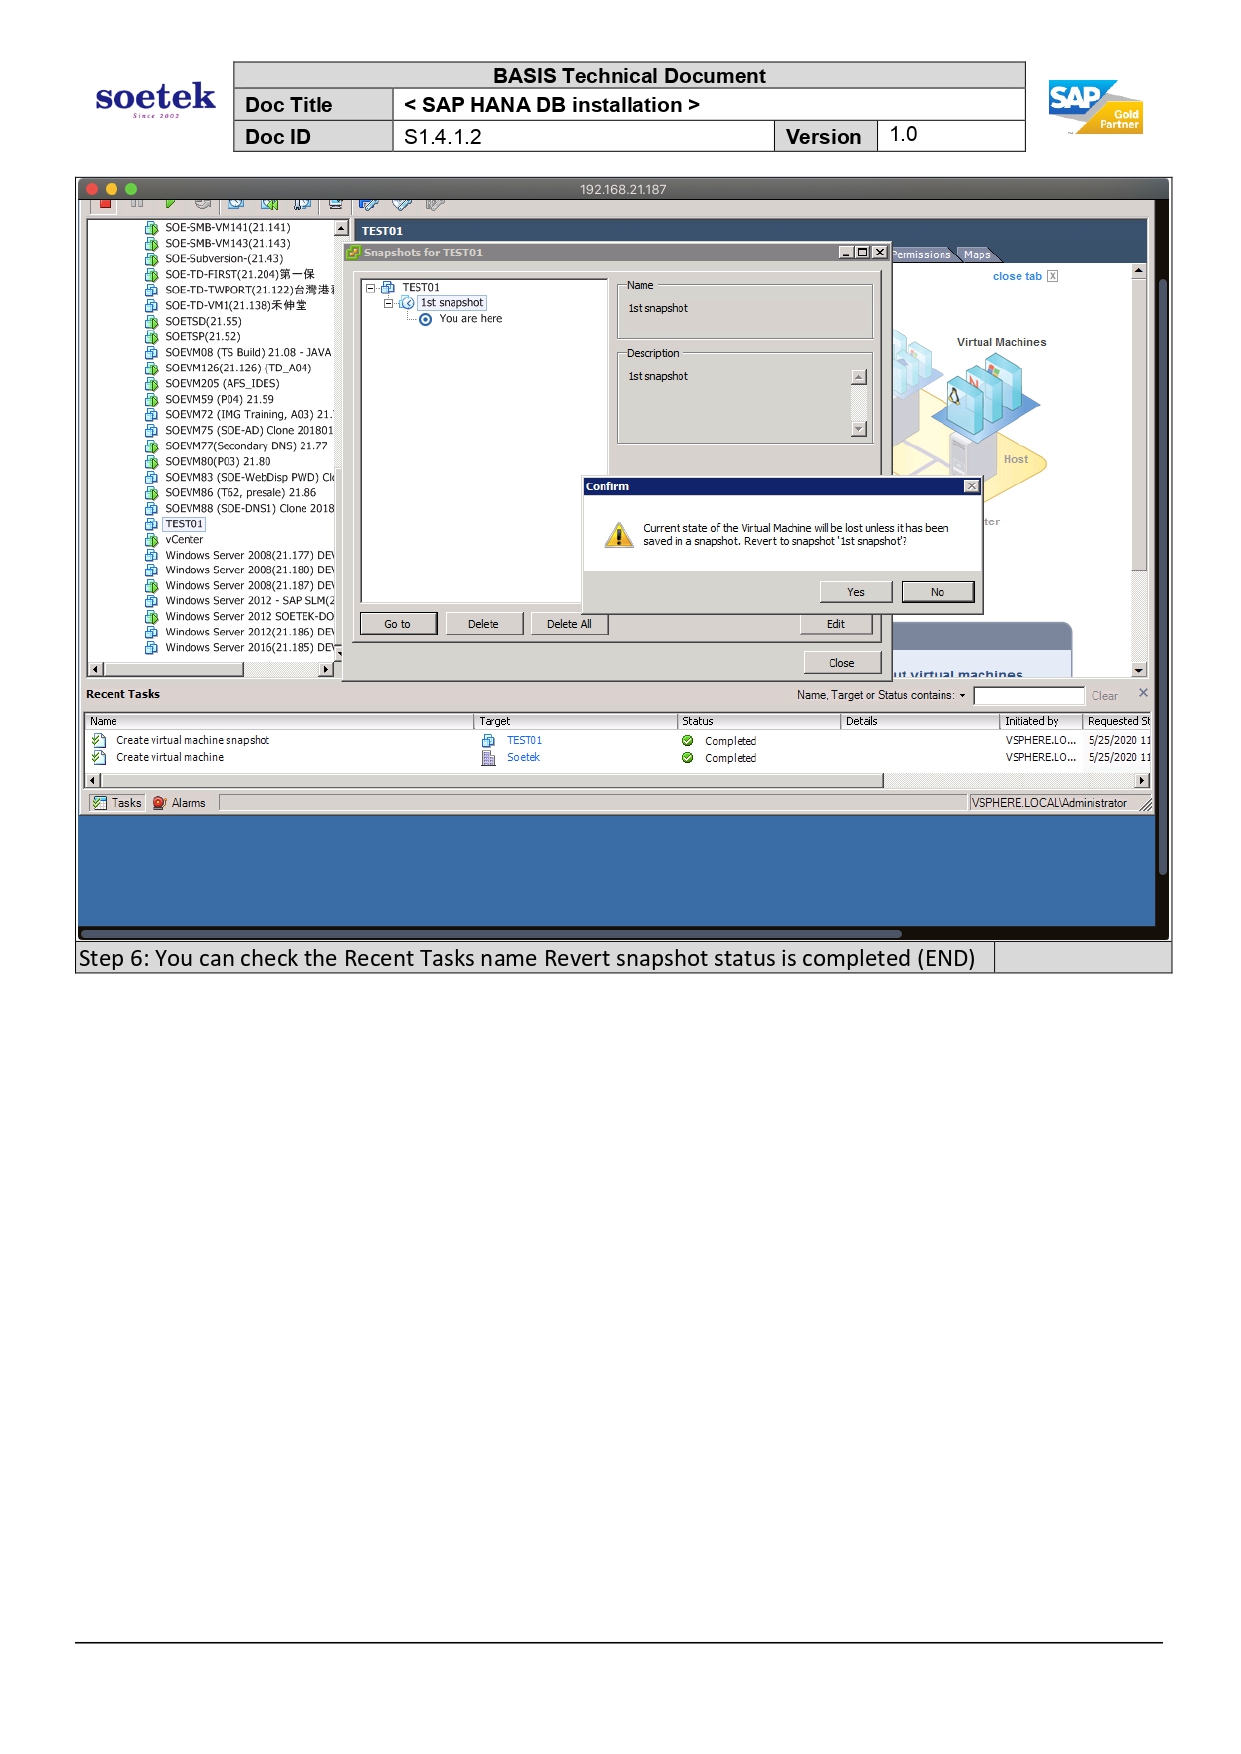 soetek
Since 2002
BASIS Technical Document
Doc Title
< SAP HANA DB installation >
Doc ID
S1.4.1.2
Version
1.0
SAP
Gold
Partner
192.168.21.187
SOE-SMB-VM141(21.141)
SOE-SMB-VM143(21.143)
SOE-Subversion-(21.43)
SOE-TD-FIRST(21.204)第一保
SOE-TD-TWPORT(21.122)台灣港
SOE-TD-VM1(21.138)禾伸堂
SOETSD(21.55)
SOETSP(21.52)
SOEVM08 (TS Build) 21.08 - JAVA
SOEVM126(21.126) (TD_A04)
SOEVM205 (AFS_IDES)
SOEVM59 (P04) 21.59
SOEVM72 (IMG Training, A03) 21.
SOEVM75 (SOE-AD) Clone 201801
SOEVM77(Secondary DNS) 21.77
SOEVM80(P03) 21.80
SOEVM83 (SOE-WebDisp PWD) Clo
SOEVM86 (T62, presale) 21.86
SOEVM88 (SOE-DNS1) Clone 2018
TEST01
vCenter
Windows Server 2008(21.177) DEV
Windows Server 2008(21.180) DEV
Windows Server 2008(21.187) DEV
Windows Server 2012 - SAP SLM(2
Windows Server 2012 SOETEK-DO
Windows Server 2012(21.186) DEV
Windows Server 2016(21.185) DEV
TEST01
Snapshots for TEST01
Permissions
Maps
close tab
TEST01
1st snapshot
You are here
Name
1st snapshot
Description
1st snapshot
Virtual Machines
Host
ter
Confirm
Current state of the Virtual Machine will be lost unless it has been
saved in a snapshot. Revert to snapshot '1st snapshot'?
Yes
No
Go to
Delete
Delete All
Edit
Close
ut virtual machines
Recent Tasks
Name, Target or Status contains:
Clear
Name
Target
Status
Details
Initiated by
Requested St
Create virtual machine snapshot
TEST01
Completed
VSPHERE.LO...
5/25/2020 11
Create virtual machine
Soetek
Completed
VSPHERE.LO...
5/25/2020 11
Tasks
Alarms
VSPHERE.LOCAL\Administrator
Step 6: You can check the Recent Tasks name Revert snapshot status is completed (END)